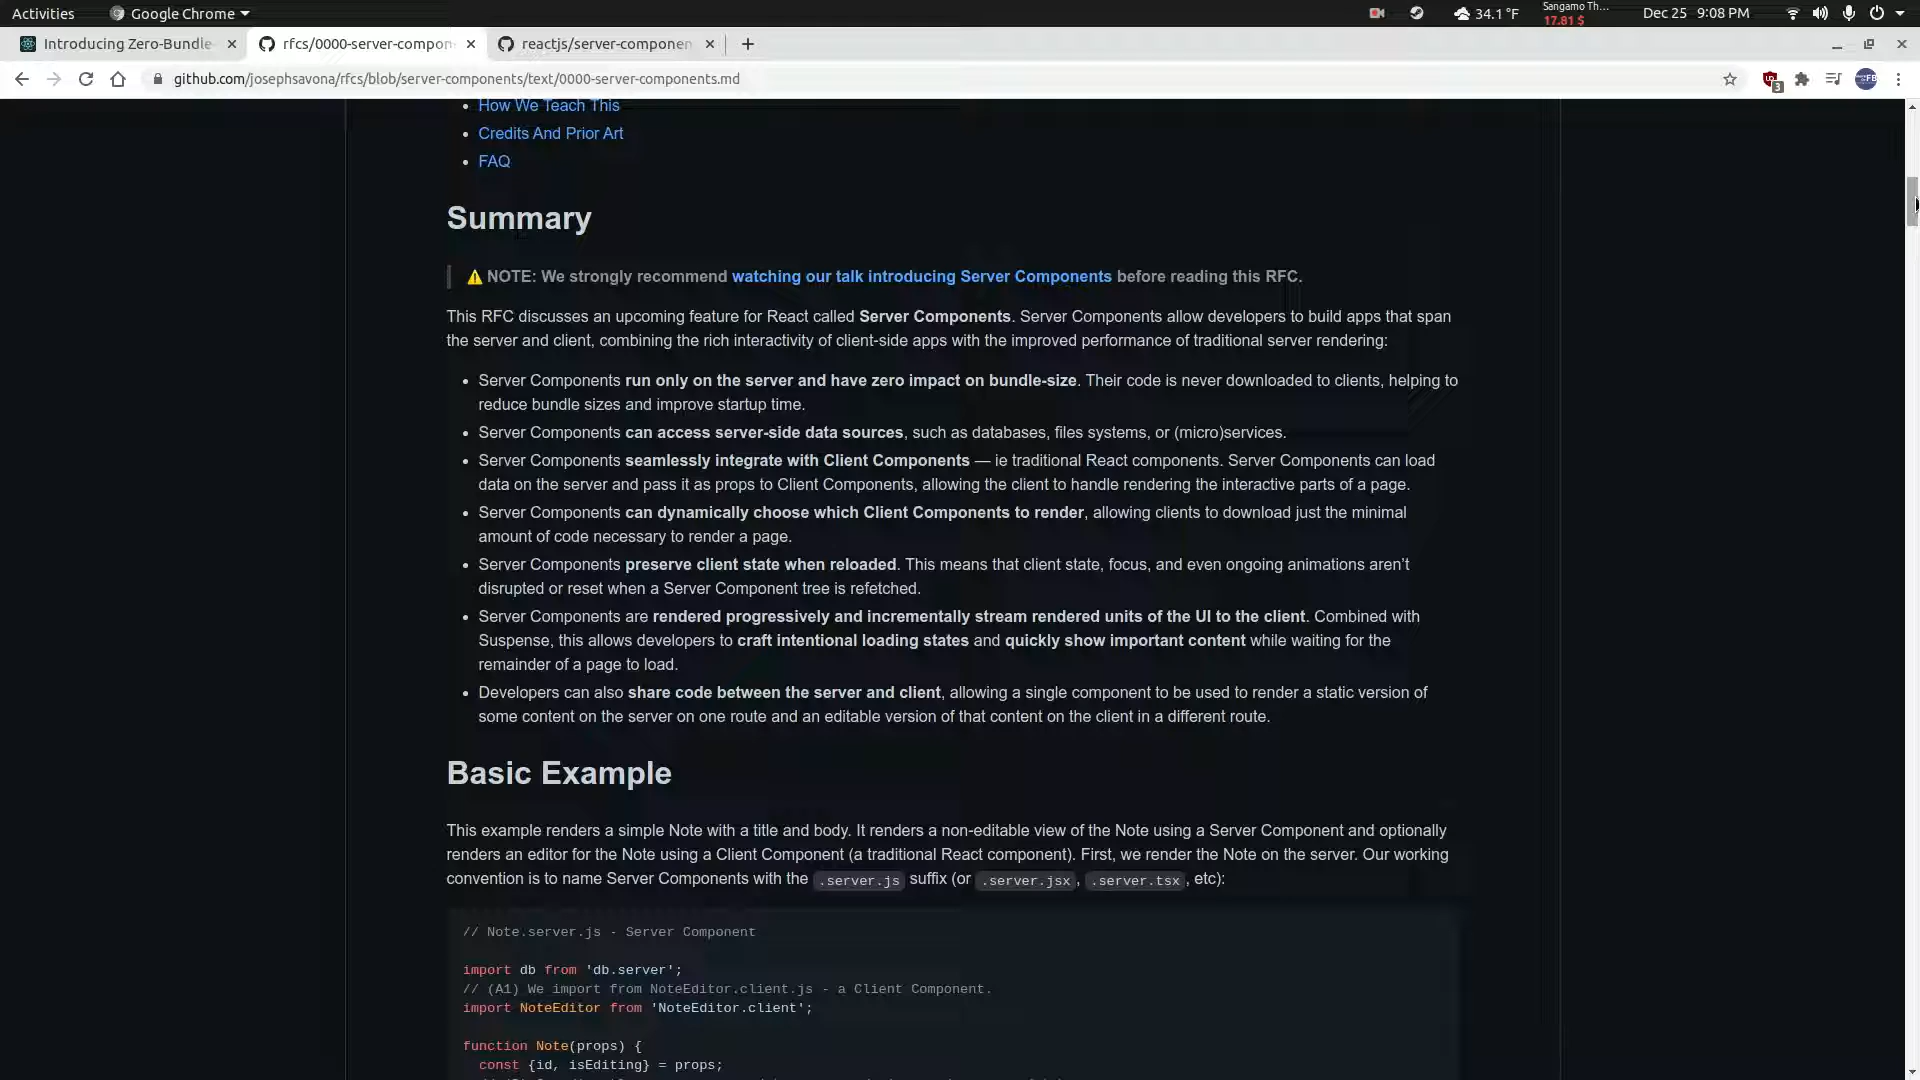 Activities
Google Chrome
34.1 °F
Sangamo Th...
17.81 $
Dec 25 9:08 PM
Introducing Zero-Bundle
rfcs/0000-server-compon
reactjs/server-componen
github.com/josephsavona/rfcs/blob/server-components/text/0000-server-components.md
3
FB
How We Teach This
Credits And Prior Art
FAQ
Summary
⚠ NOTE: We strongly recommend watching our talk introducing Server Components before reading this RFC.
This RFC discusses an upcoming feature for React called Server Components. Server Components allow developers to build apps that span
the server and client, combining the rich interactivity of client-side apps with the improved performance of traditional server rendering:
• Server Components run only on the server and have zero impact on bundle-size. Their code is never downloaded to clients, helping to
reduce bundle sizes and improve startup time.
• Server Components can access server-side data sources, such as databases, files systems, or (micro)services.
• Server Components seamlessly integrate with Client Components — ie traditional React components. Server Components can load
data on the server and pass it as props to Client Components, allowing the client to handle rendering the interactive parts of a page.
• Server Components can dynamically choose which Client Components to render, allowing clients to download just the minimal
amount of code necessary to render a page.
• Server Components preserve client state when reloaded. This means that client state, focus, and even ongoing animations aren't
disrupted or reset when a Server Component tree is refetched.
• Server Components are rendered progressively and incrementally stream rendered units of the UI to the client. Combined with
Suspense, this allows developers to craft intentional loading states and quickly show important content while waiting for the
remainder of a page to load.
• Developers can also share code between the server and client, allowing a single component to be used to render a static version of
some content on the server on one route and an editable version of that content on the client in a different route.
Basic Example
This example renders a simple Note with a title and body. It renders a non-editable view of the Note using a Server Component and optionally
renders an editor for the Note using a Client Component (a traditional React component). First, we render the Note on the server. Our working
convention is to name Server Components with the .server.js suffix (or .server.jsx, .server.tsx, etc):
// Note.server.js - Server Component
import db from 'db.server';
// (A1) We import from NoteEditor.client.js - a Client Component.
import NoteEditor from 'NoteEditor.client';
function Note(props) {
const {id, isEditing} = props;